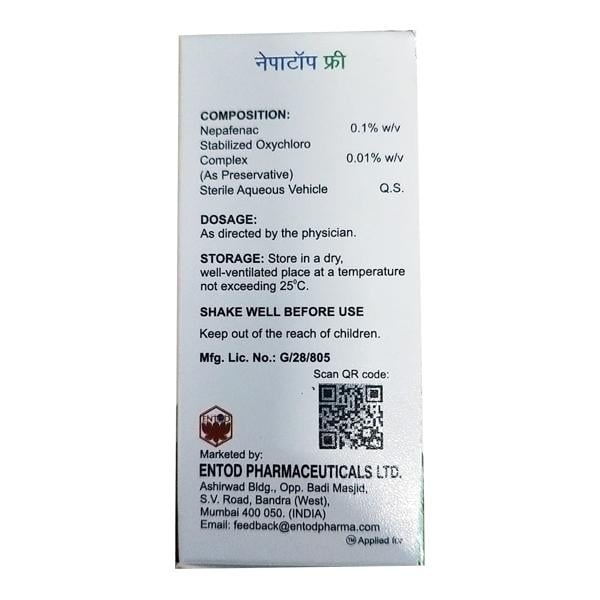 नेपाटॉप फ्री
COMPOSITION:
Nepafenac 0.1% w/v
Stabilized Oxychloro
Complex 0.01% w/v
(As Preservative)
Sterile Aqueous Vehicle Q.S.
DOSAGE:
As directed by the physician.
STORAGE: Store in a dry,
well-ventilated place at a temperature
not exceeding 25°C.
SHAKE WELL BEFORE USE
Keep out of the reach of children.
Mfg. Lic. No.: G/28/805
Scan QR code:
ENTOD
Marketed by:
ENTOD PHARMACEUTICALS LTD.
Ashirwad Bldg., Opp. Badi Masjid,
S.V. Road, Bandra (West),
Mumbai 400 050. (INDIA)
Email: feedback@entodpharma.com
TM Applied for